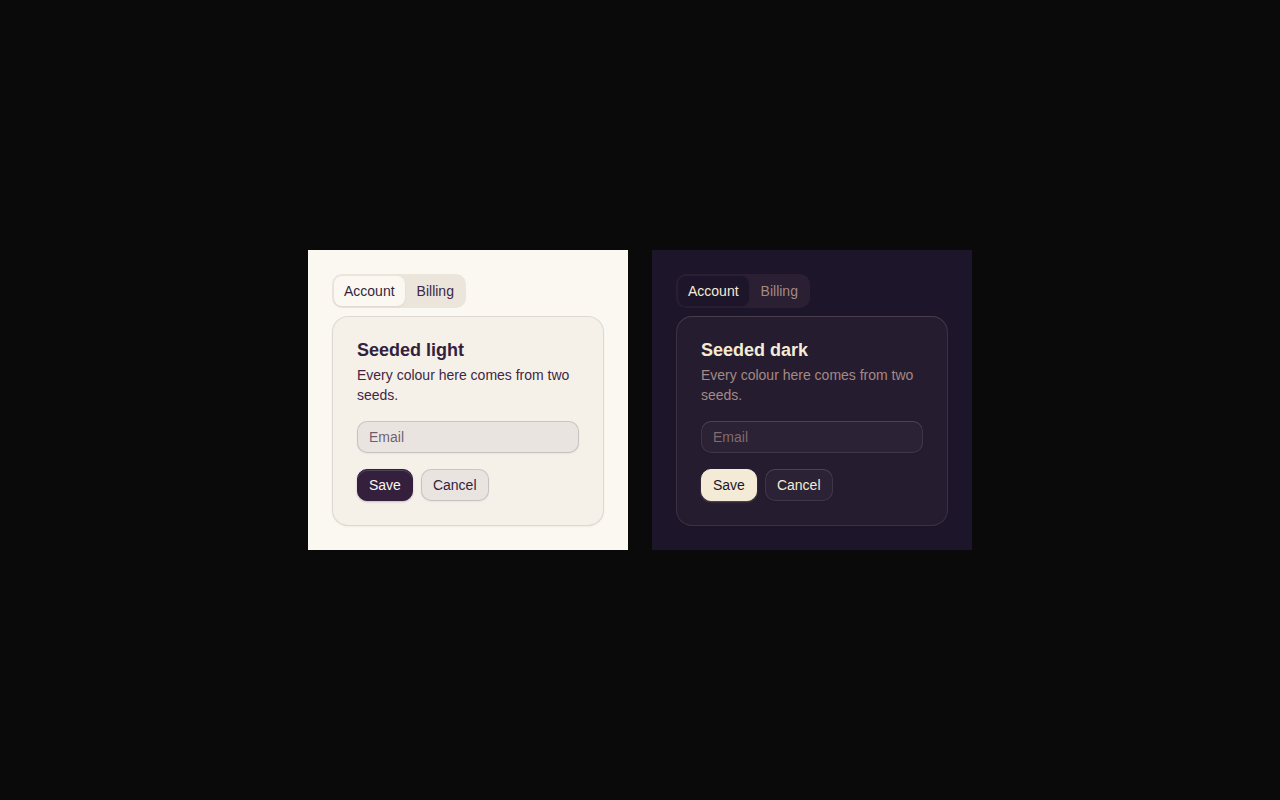 Account Billing
Seeded light
Every colour here comes from two
seeds.
Email
Save Cancel
Account Billing
Seeded dark
Every colour here comes from two
seeds.
Email
Save Cancel